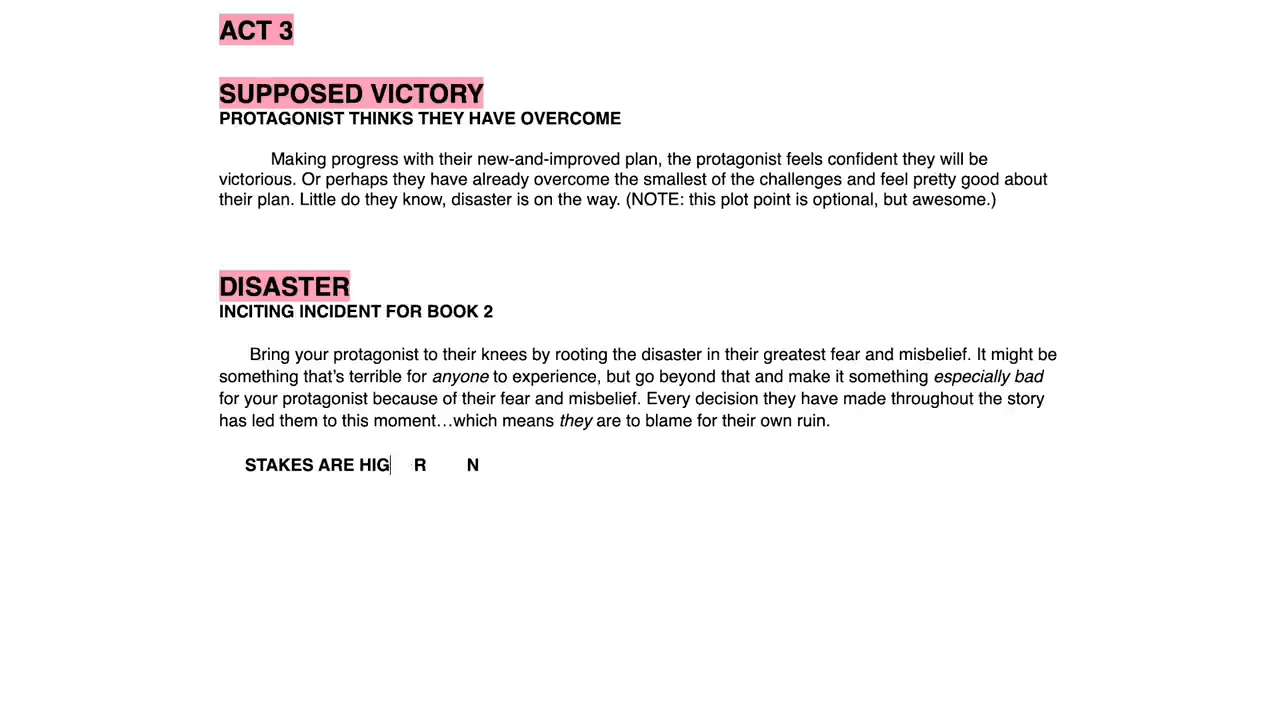 ACT 3
SUPPOSED VICTORY
PROTAGONIST THINKS THEY HAVE OVERCOME
Making progress with their new-and-improved plan, the protagonist feels confident they will be
victorious. Or perhaps they have already overcome the smallest of the challenges and feel pretty good about
their plan. Little do they know, disaster is on the way. (NOTE: this plot point is optional, but awesome.)
DISASTER
INCITING INCIDENT FOR BOOK 2
Bring your protagonist to their knees by rooting the disaster in their greatest fear and misbelief. It might be
something that's terrible for anyone to experience, but go beyond that and make it something especially bad
for your protagonist because of their fear and misbelief. Every decision they have made throughout the story
has led them to this moment…which means they are to blame for their own ruin.
STAKES ARE HIG R N